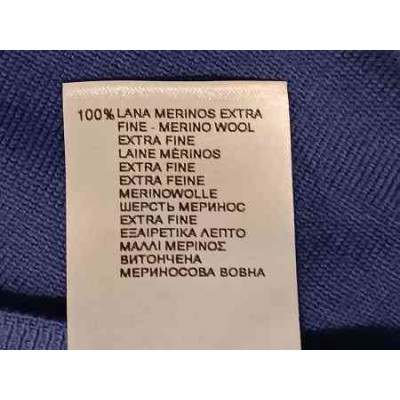 100% LANA MERINOS EXTRA
FINE - MERINO WOOL
EXTRA FINE
LAINE MÉRINOS
EXTRA FINE
EXTRA FEINE
MERINOWOLLE
ШЕРСТЬ МЕРИНОС
EXTRA FINE
ΕΞΑΙΡΕΤΙΚΑ ΛΕΠΤΟ
ΜΑΛΛΙ ΜΕΡΙΝΟΣ
ВИТОНЧЕНА
МЕРИНОСОВА ВОВНА